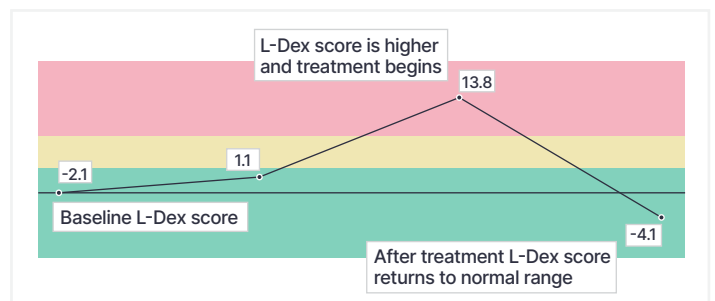 L-Dex score is higher
and treatment begins
13.8
1.1
-2.1
Baseline L-Dex score
-4.1
After treatment L-Dex score
returns to normal range